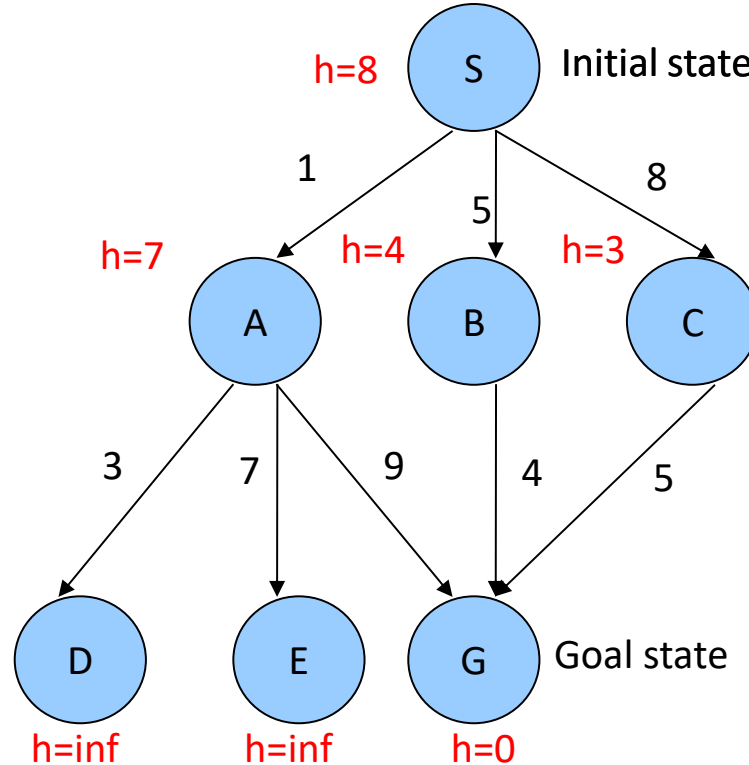 S
Initial state
h=8
1
5
8
h=7
h=4
h=3
A
B
C
3
7
9
4
5
D
E
G
Goal state
h=inf
h=inf
h=0